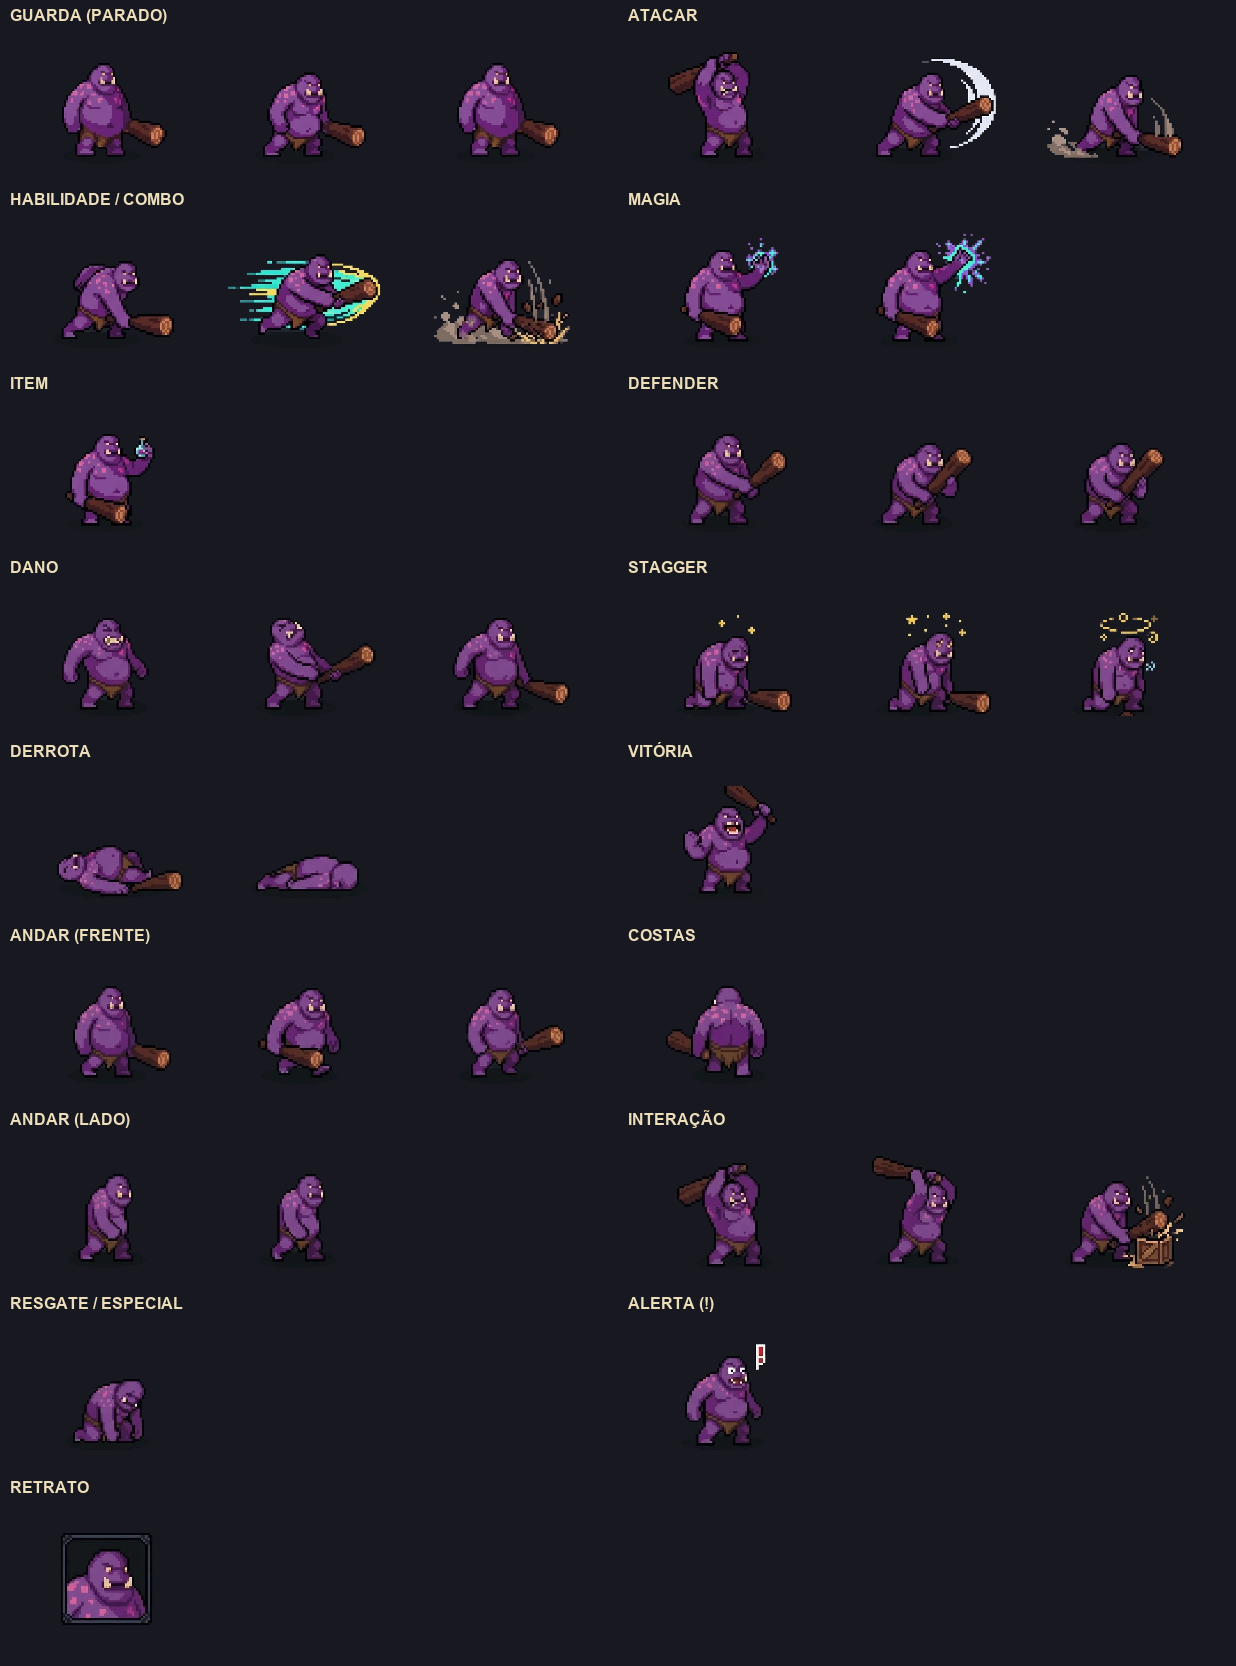 GUARDA (PARADO)
ATACAR
HABILIDADE / COMBO
MAGIA
ITEM
DEFENDER
DANO
STAGGER
DERROTA
VITÓRIA
ANDAR (FRENTE)
COSTAS
ANDAR (LADO)
INTERAÇÃO
RESGATE / ESPECIAL
ALERTA (!)
!
RETRATO